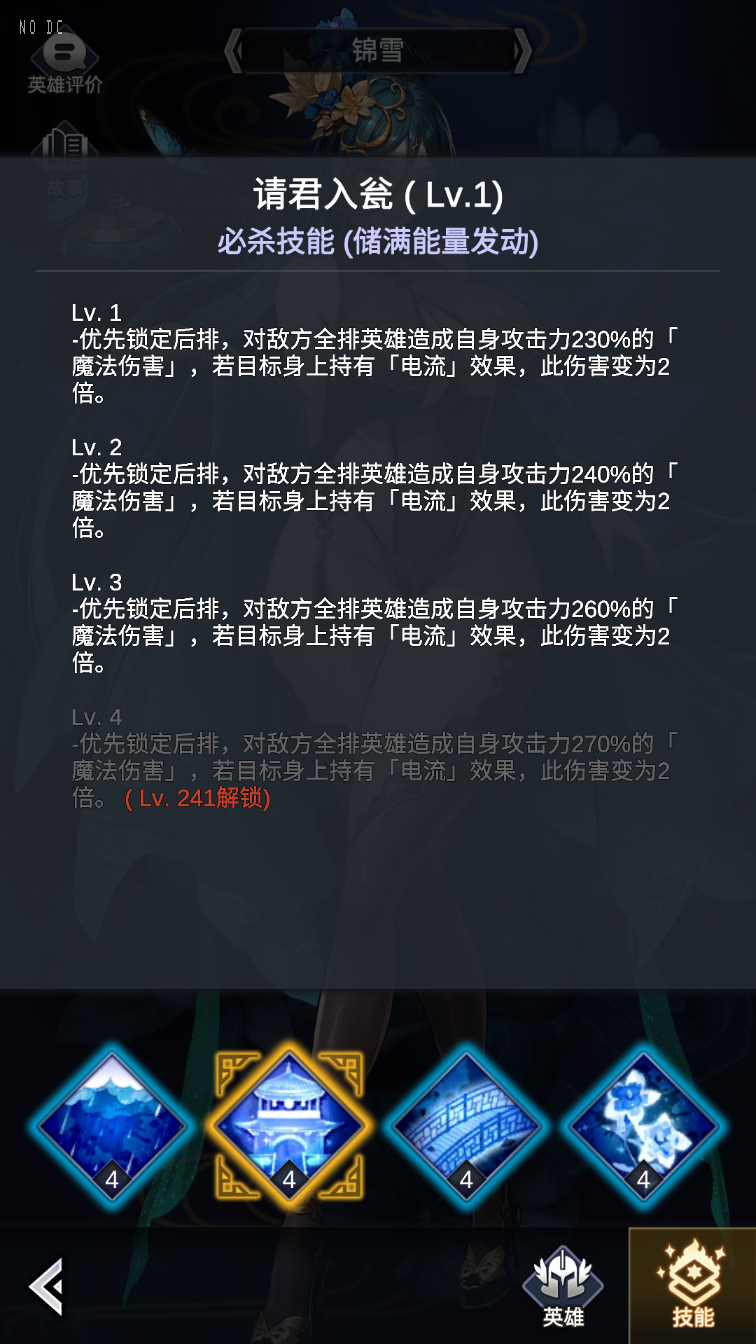 NO DC
锦雪
英雄评价
故事
请君入瓮 ( Lv.1)
必杀技能 (储满能量发动)
Lv. 1
-优先锁定后排，对敌方全排英雄造成自身攻击力230%的「
魔法伤害」，若目标身上持有「电流」效果，此伤害变为2
倍。
Lv. 2
-优先锁定后排，对敌方全排英雄造成自身攻击力240%的「
魔法伤害」，若目标身上持有「电流」效果，此伤害变为2
倍。
Lv. 3
-优先锁定后排，对敌方全排英雄造成自身攻击力260%的「
魔法伤害」，若目标身上持有「电流」效果，此伤害变为2
倍。
Lv. 4
-优先锁定后排，对敌方全排英雄造成自身攻击力270%的「
魔法伤害」，若目标身上持有「电流」效果，此伤害变为2
倍。 ( Lv. 241解锁)
4
4
4
4
英雄
技能